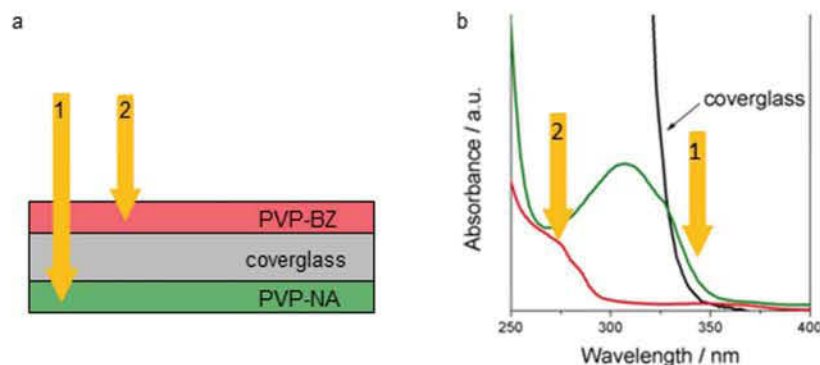 a
1
2
PVP-BZ
coverglass
PVP-NA
b
Absorbance / a.u.
coverglass
2
1
250
300
350
400
Wavelength / nm